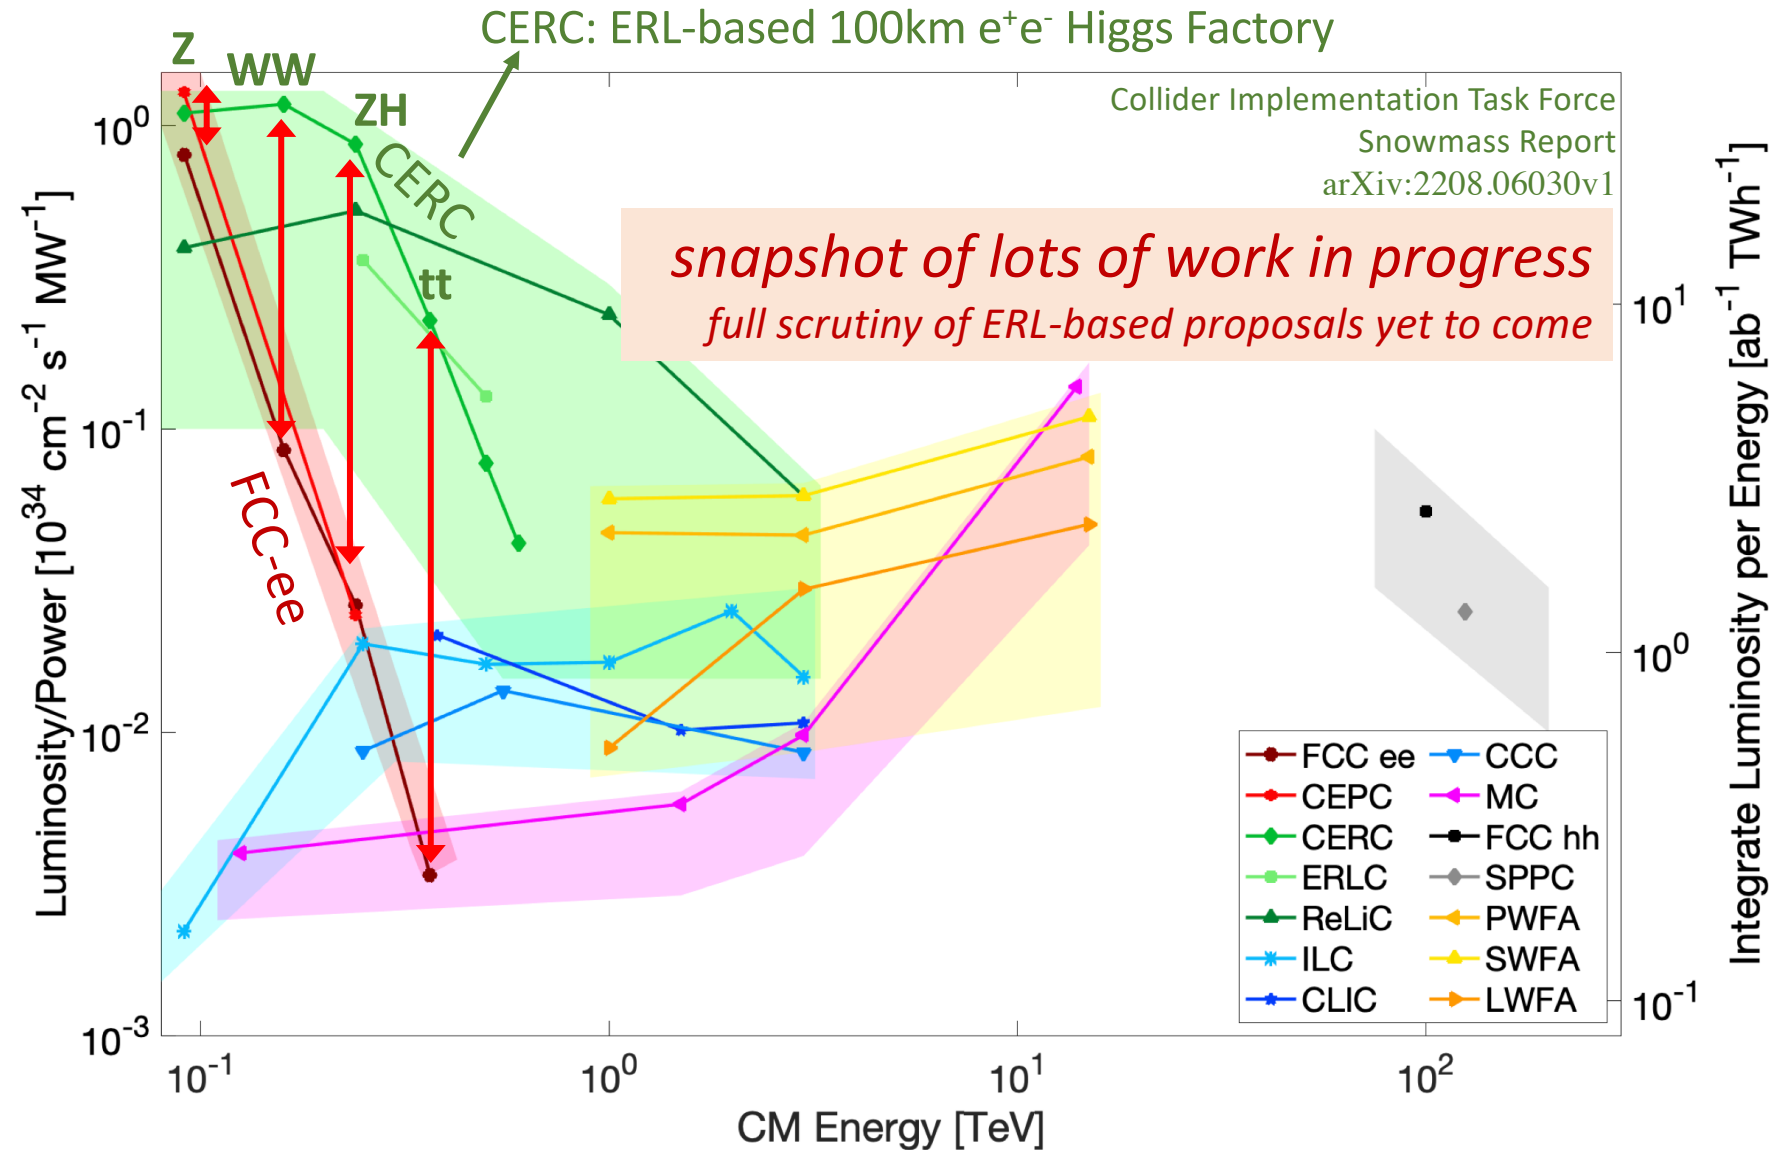 CERC: ERL-based 100km e⁺e⁻ Higgs Factory
Z
WW
ZH
CERC
tt
FCC-ee
Collider Implementation Task Force
Snowmass Report
arXiv:2208.06030v1
snapshot of lots of work in progress
full scrutiny of ERL-based proposals yet to come
Luminosity/Power [10³⁴ cm⁻² s⁻¹ MW⁻¹]
10⁰
10⁻¹
10⁻²
10⁻³
10⁻¹
10⁰
10¹
10²
CM Energy [TeV]
10¹
10⁰
10⁻¹
Integrate Luminosity per Energy [ab⁻¹ TWh⁻¹]
FCC ee
CEPC
CERC
ERLC
ReLiC
ILC
CLIC
CCC
MC
FCC hh
SPPC
PWFA
SWFA
LWFA